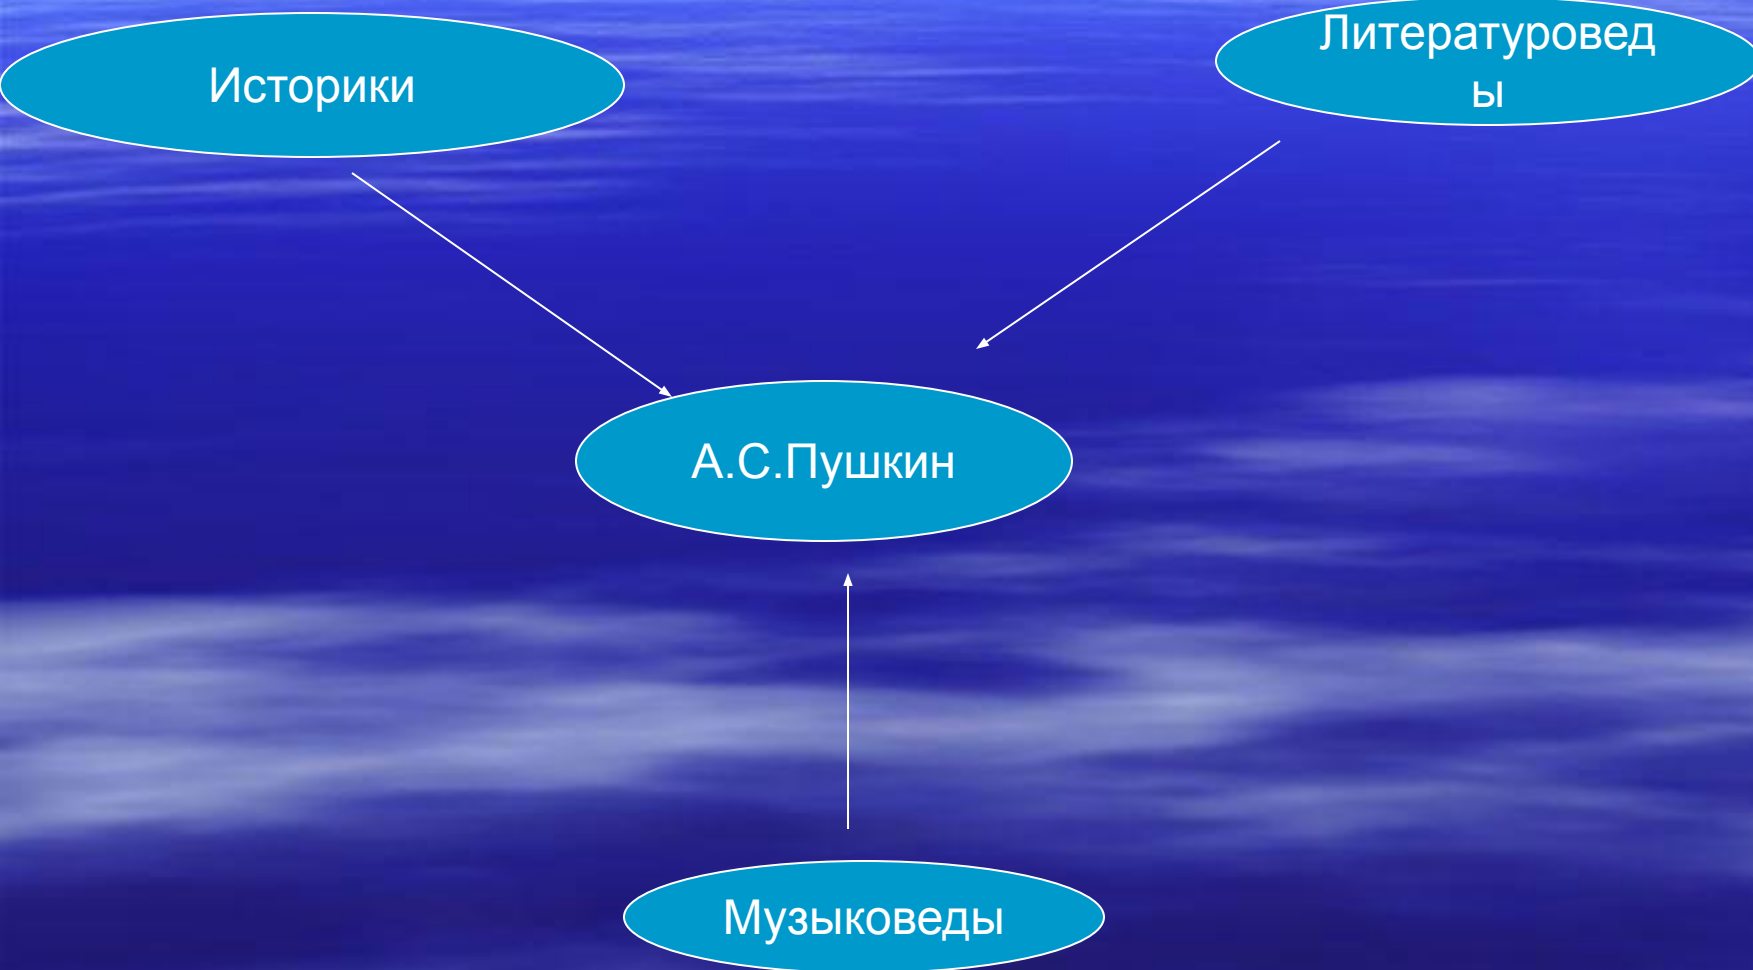 Историки
Литературовед
ы
А.С.Пушкин
Музыковеды